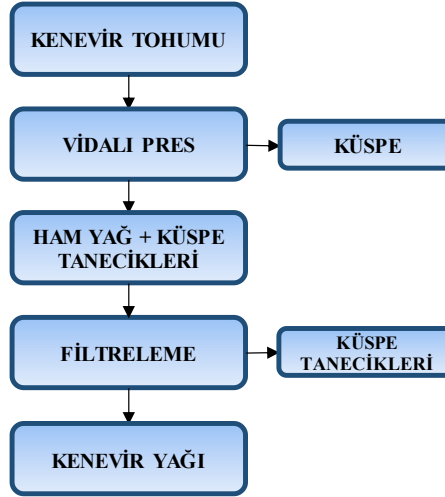 KENEVİR TOHUMU
VİDALI PRES
KÜSPE
HAM YAĞ + KÜSPE
TANECİKLERİ
FİLTRELEME
KÜSPE
TANECİKLERİ
KENEVİR YAĞI